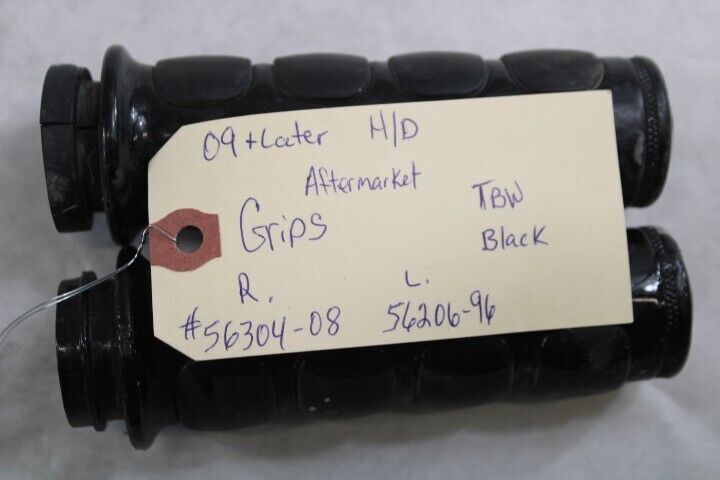 09 + Later H/D
Aftermarket
TBW
Grips
Black
R. L.
#56304-08 56206-96